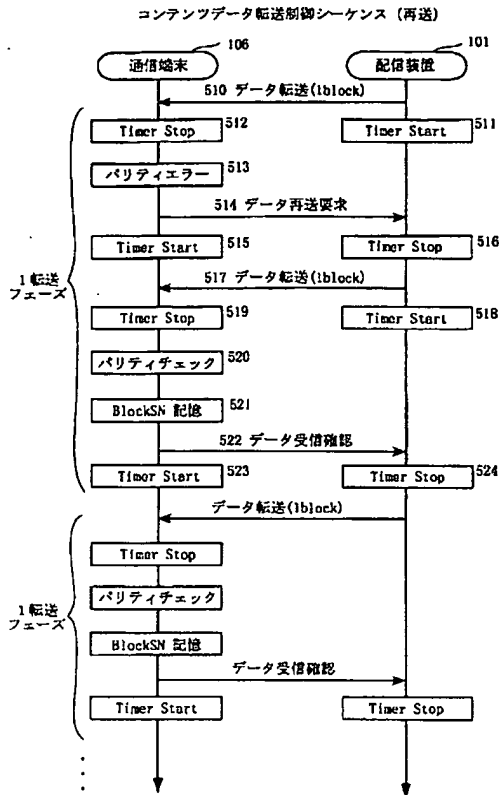 コンテンツデータ転送制御シーケンス (再送)
106
101
通信端末
配信装置
510 データ転送(1block)
Timer Stop
512
Timer Start
511
パリティエラー
513
514 データ再送要求
Timer Start
515
Timer Stop
516
1転送
フェーズ
517 データ転送(1block)
Timer Stop
519
Timer Start
518
パリティチェック
520
BlockSN 記憶
521
522 データ受信確認
Timer Start
523
Timer Stop
524
データ転送(1block)
Timer Stop
1転送
フェーズ
パリティチェック
BlockSN 記憶
データ受信確認
Timer Start
Timer Stop